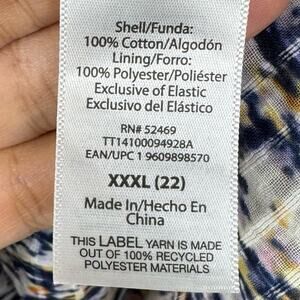 Shell/Funda:
100% Cotton/Algodón
Lining/Forro:
100% Polyester/Poliéster
Exclusive of Elastic
Exclusivo del Elástico
RN# 52469
TT14100094928A
EAN/UPC 1 9609898570
XXXL (22)
Made In/Hecho En
China
THIS LABEL YARN IS MADE
OUT OF 100% RECYCLED
POLYESTER MATERIALS